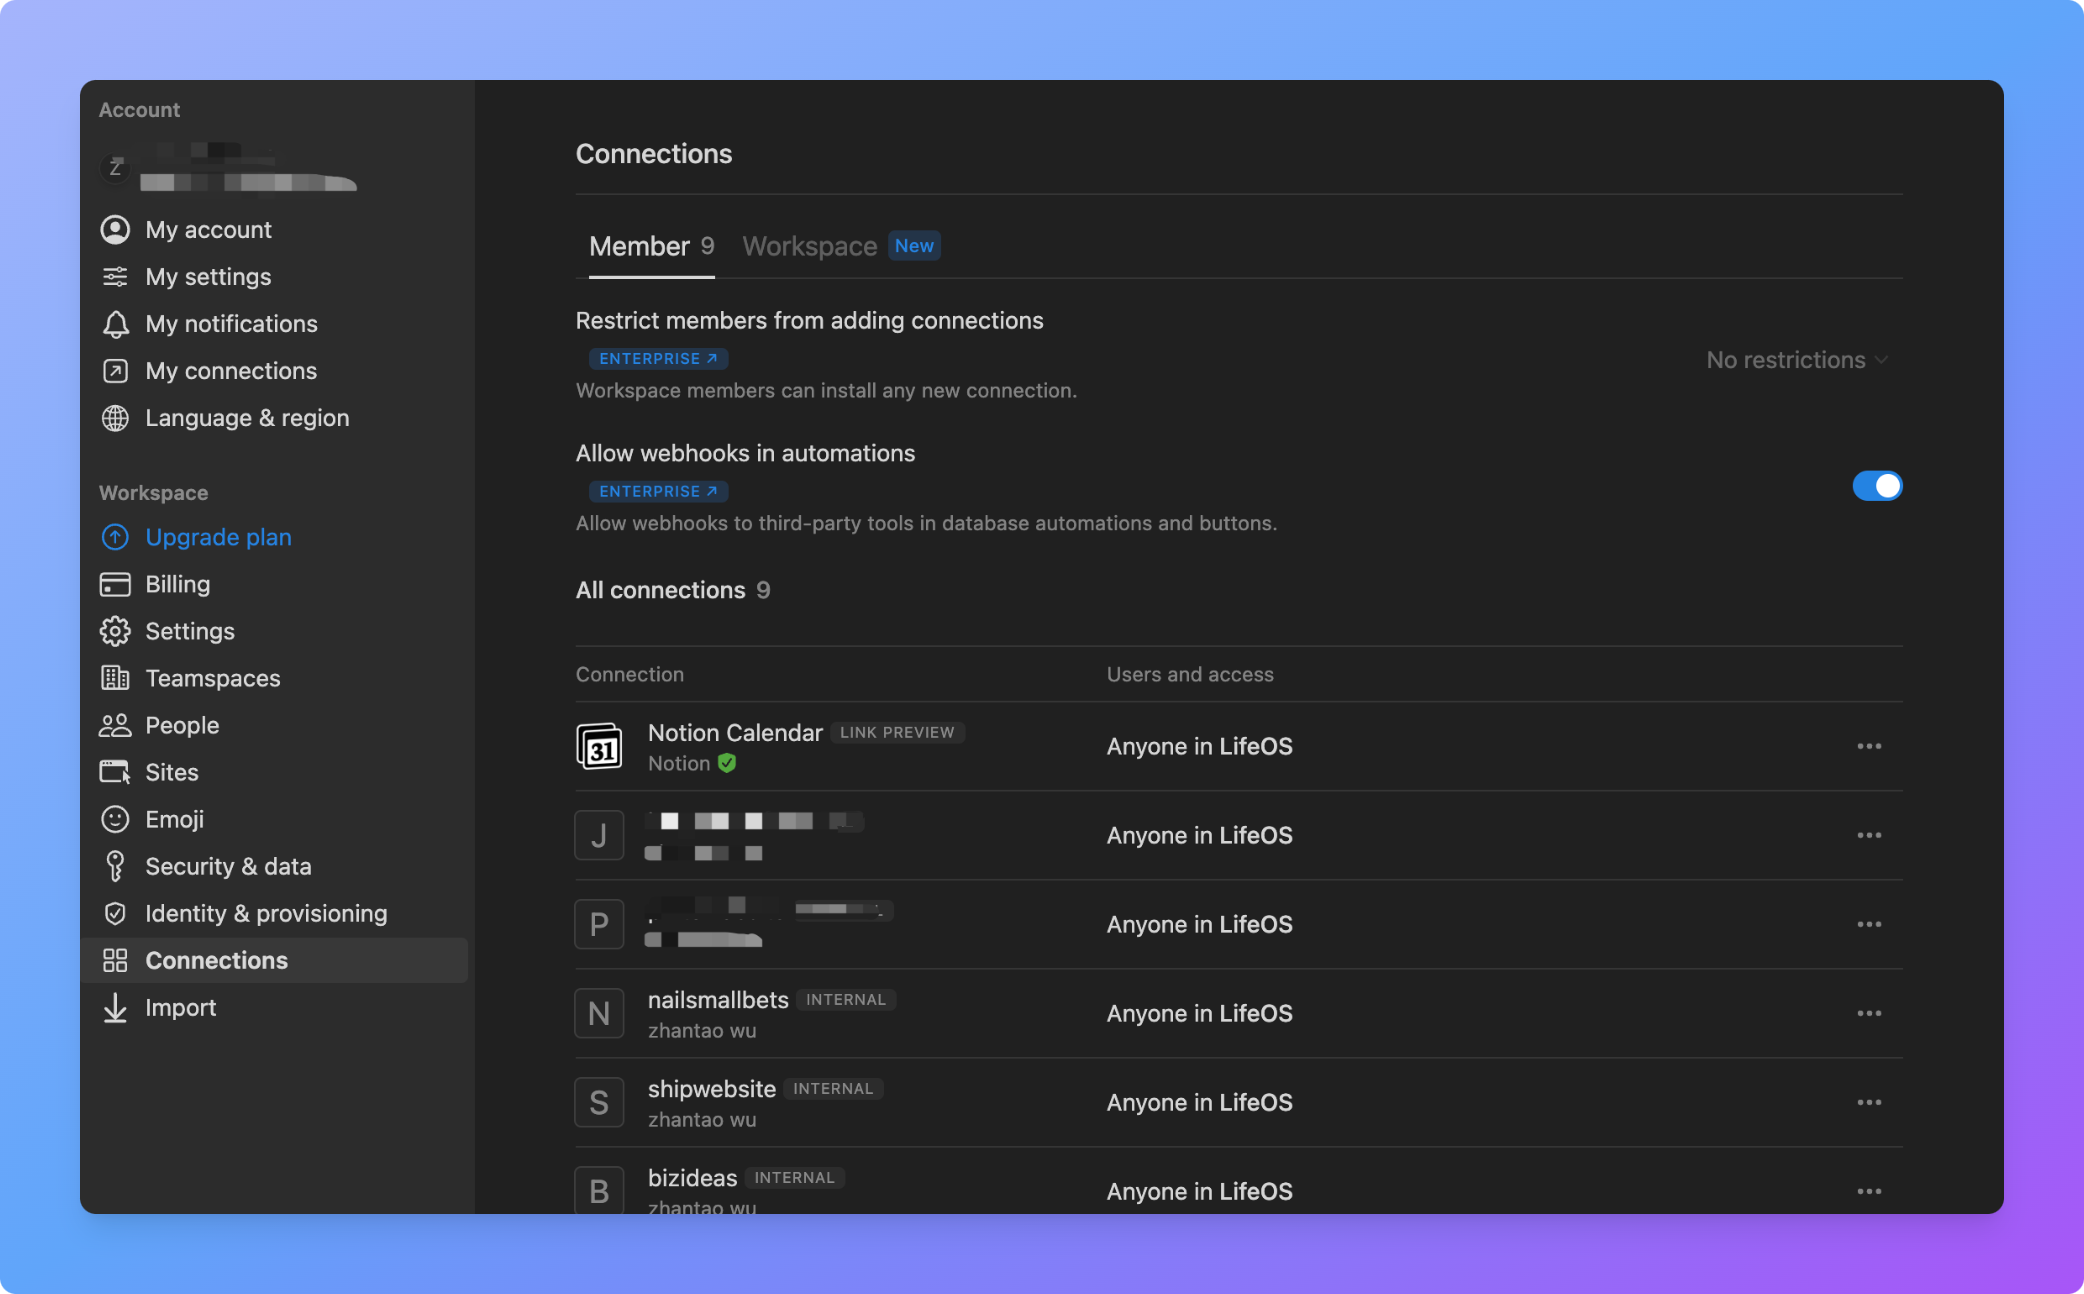 Account
Z
My account
My settings
My notifications
My connections
Language & region
Workspace
Upgrade plan
Billing
Settings
Teamspaces
People
Sites
Emoji
Security & data
Identity & provisioning
Connections
Import
Connections
Member 9 Workspace New
Restrict members from adding connections
ENTERPRISE ↗
No restrictions
Workspace members can install any new connection.
Allow webhooks in automations
ENTERPRISE ↗
Allow webhooks to third-party tools in database automations and buttons.
All connections 9
Connection Users and access
31 Notion Calendar LINK PREVIEW
Notion
Anyone in LifeOS
J
Anyone in LifeOS
P
Anyone in LifeOS
N nailsmallbets INTERNAL
zhantao wu
Anyone in LifeOS
S shipwebsite INTERNAL
zhantao wu
Anyone in LifeOS
B bizideas INTERNAL
zhantao wu
Anyone in LifeOS